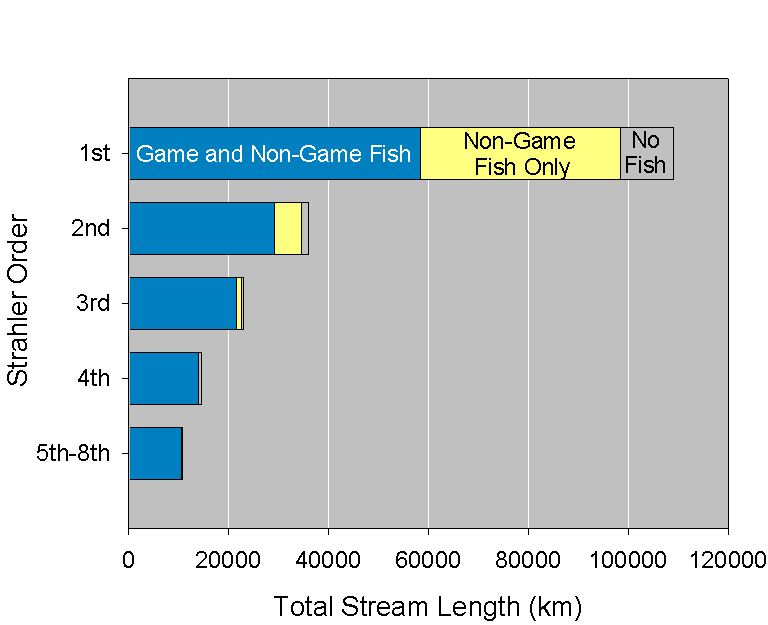 1st
Game and Non-Game Fish
Non-Game
Fish Only
No
Fish
2nd
3rd
4th
5th-8th
Strahler Order
0 20000 40000 60000 80000 100000 120000
Total Stream Length (km)